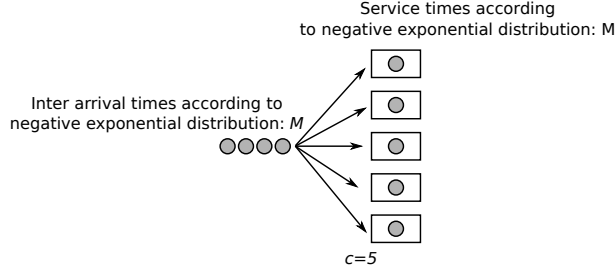 Service times according
to negative exponential distribution: M
Inter arrival times according to
negative exponential distribution: M
c=5